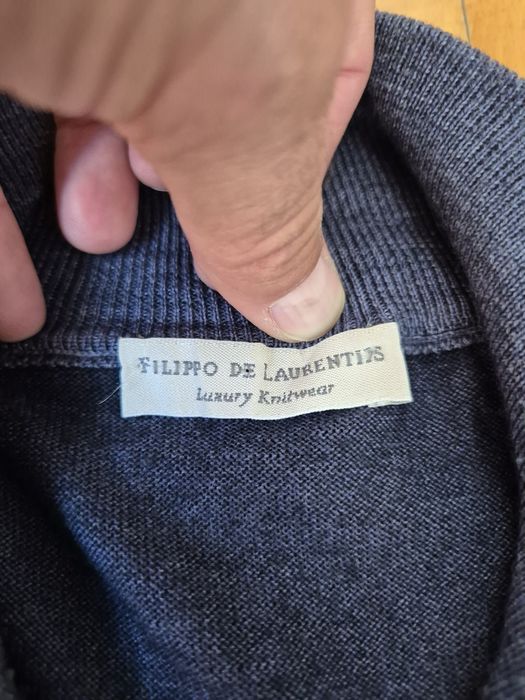 FILIPPO DE LAURENTIIS
Luxury Knitwear